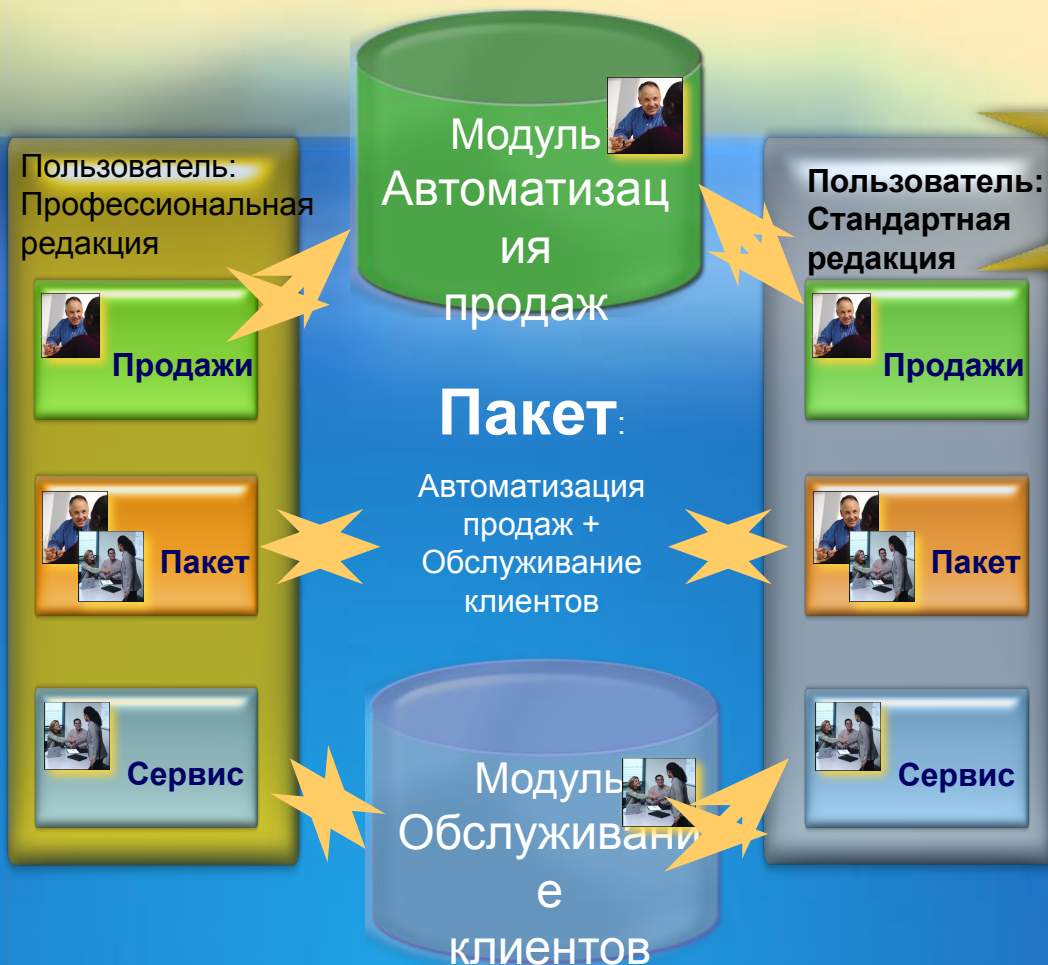 Модуль
Автоматизац
ия
продаж
Пользователь:
Профессиональная
редакция
Продажи
Пакет
Сервис
Пакет:
Автоматизация
продаж +
Обслуживание
клиентов
Модуль
Обслуживани
е
клиентов
Пользователь:
Стандартная
редакция
Продажи
Пакет
Сервис